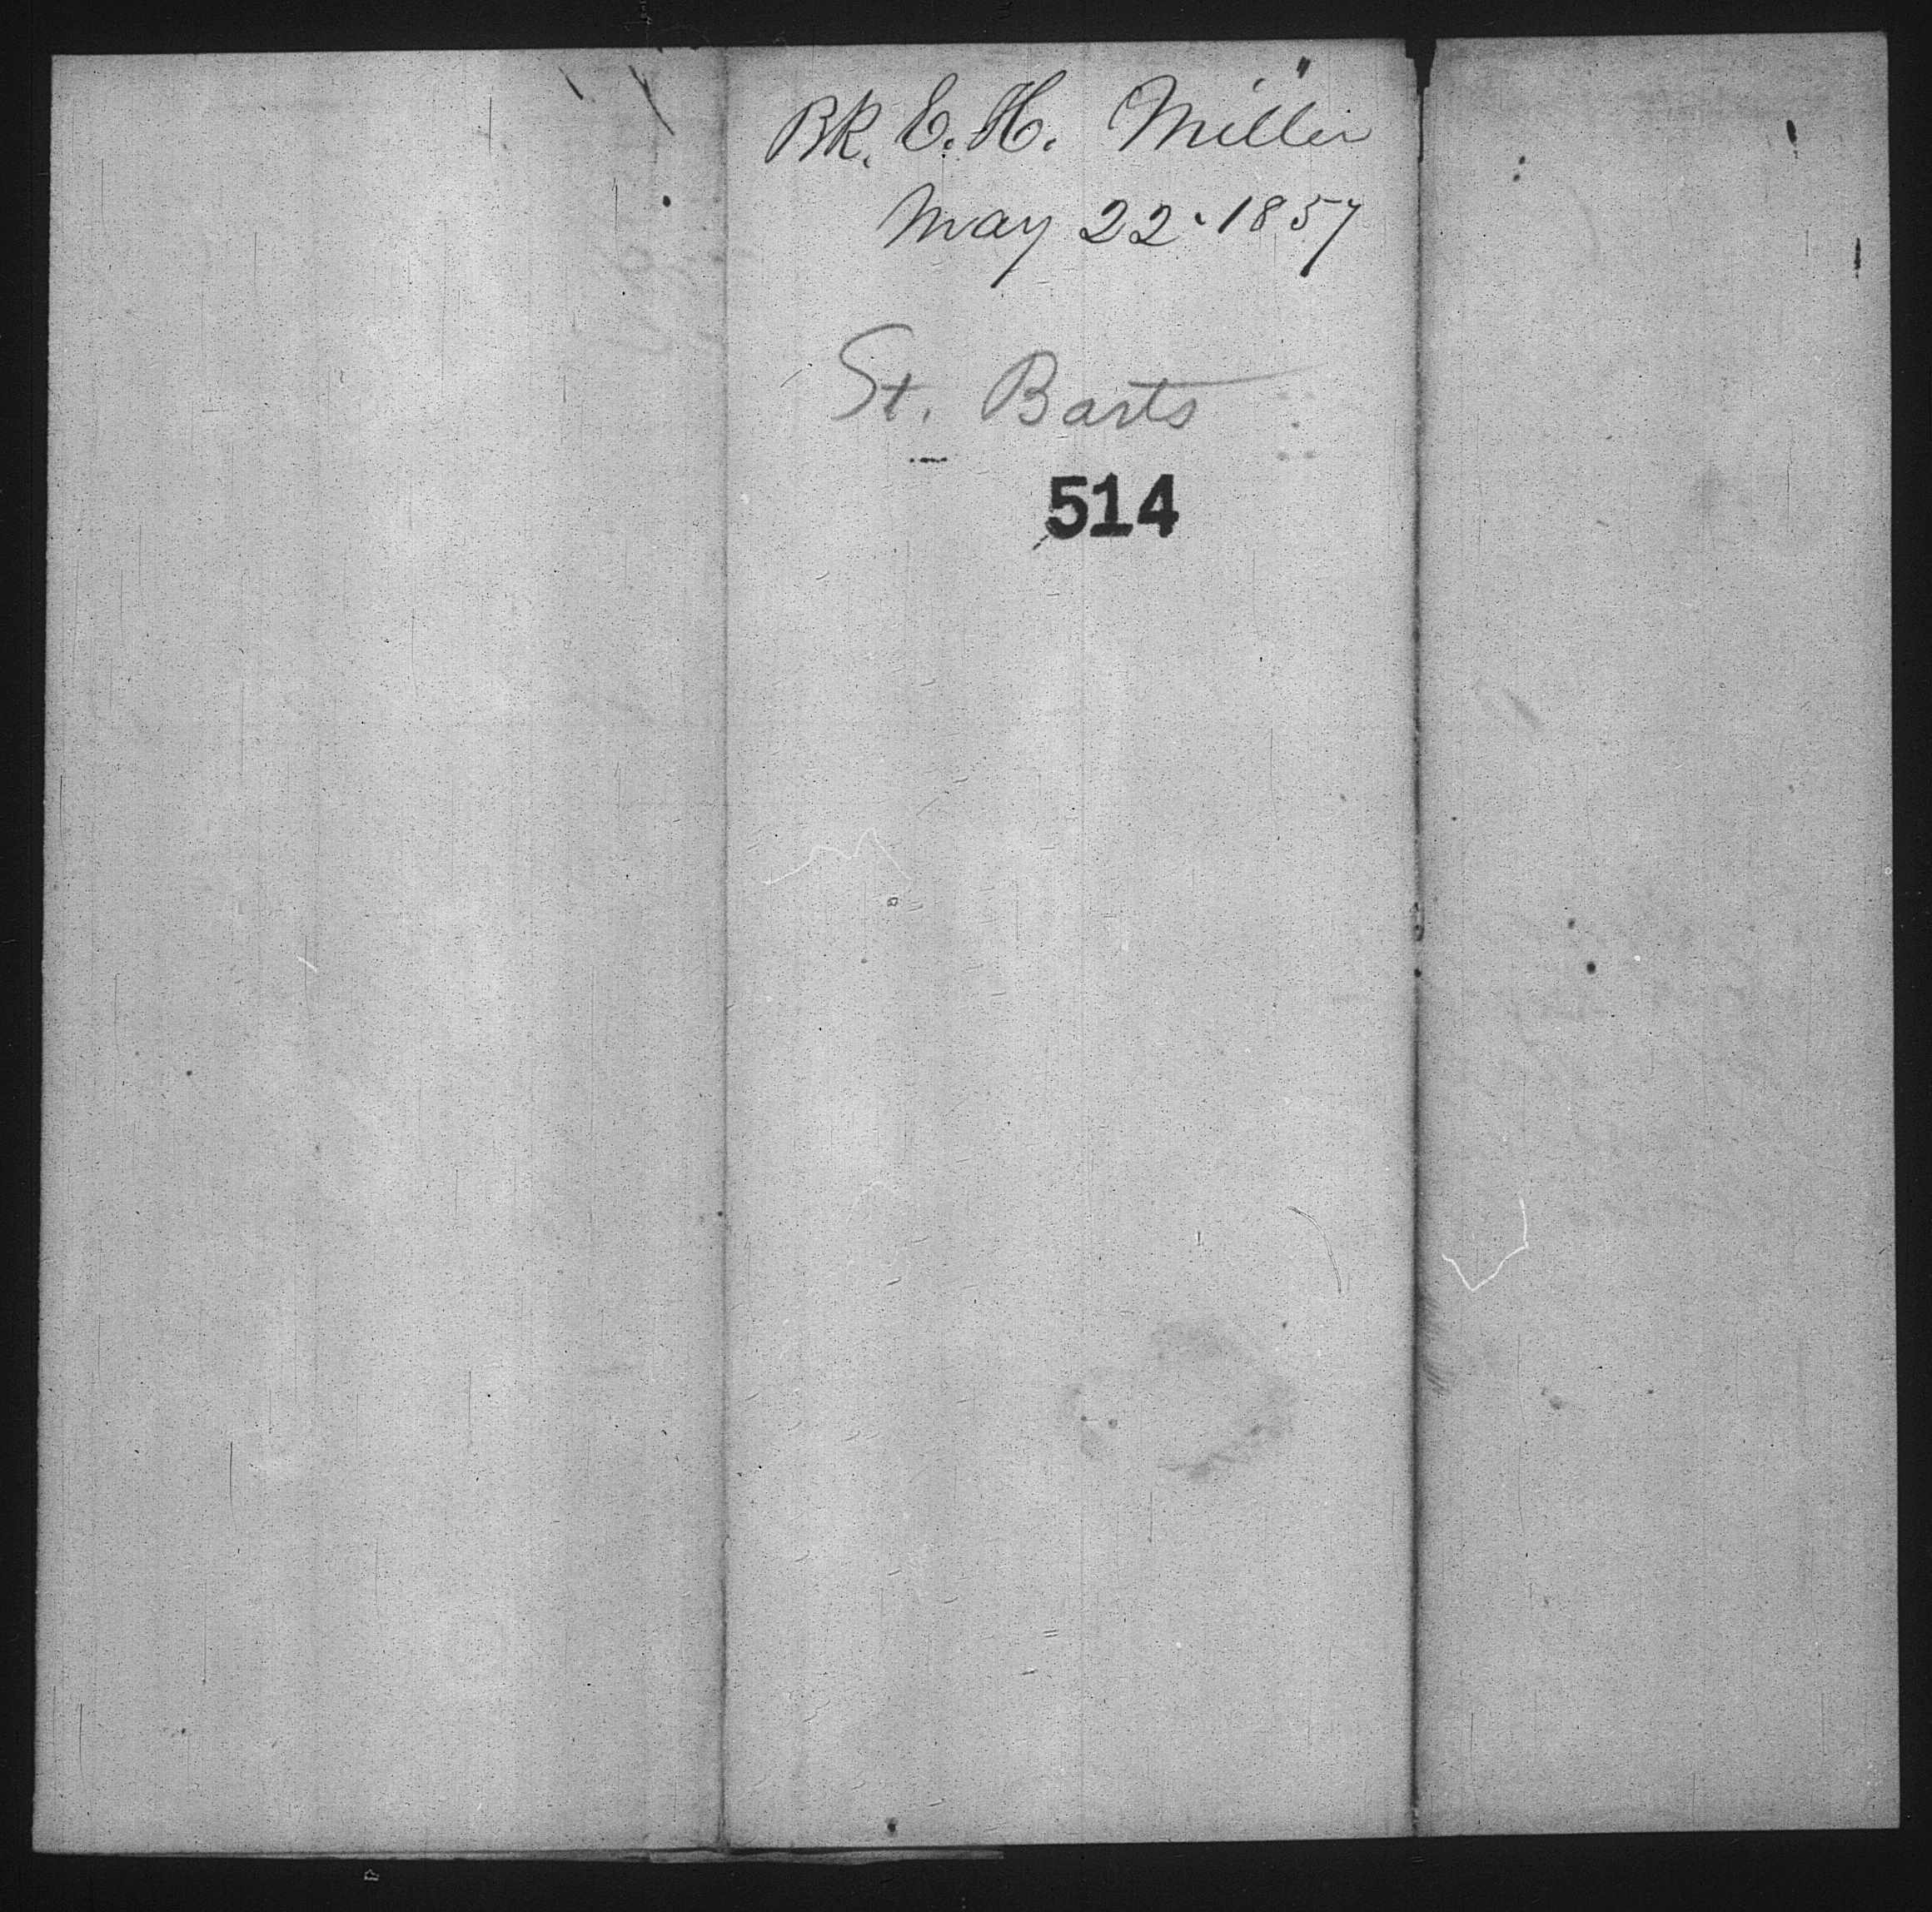 BK. E. H. Miller
May 22. 1857
St. Barts
514